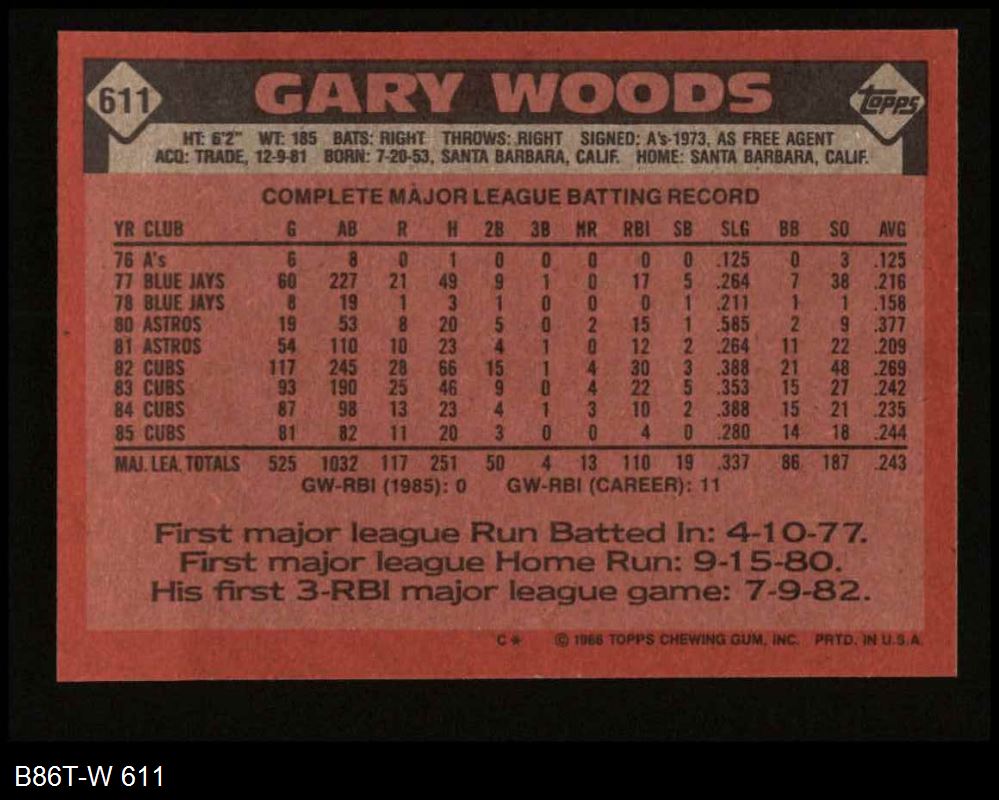 611 GARY WOODS Topps
HT: 6'2" WT: 185 BATS: RIGHT THROWS: RIGHT SIGNED: A's-1973, AS FREE AGENT
ACQ: TRADE, 12-9-81 BORN: 7-20-53, SANTA BARBARA, CALIF. HOME: SANTA BARBARA, CALIF.
COMPLETE MAJOR LEAGUE BATTING RECORD
YR CLUB G AB R H 2B 3B HR RBI SB SLG BB SO AVG
76 A's 6 8 0 1 0 0 0 0 0 .125 0 3 .125
77 BLUE JAYS 60 227 21 49 9 1 0 17 5 .264 7 38 .216
78 BLUE JAYS 8 19 1 3 1 0 0 0 1 .211 1 1 .158
80 ASTROS 19 53 8 20 5 0 2 15 1 .585 2 9 .377
81 ASTROS 54 110 10 23 4 1 0 12 2 .264 11 22 .209
82 CUBS 117 245 28 66 15 1 4 30 3 .388 21 48 .269
83 CUBS 93 190 25 46 9 0 4 22 5 .353 15 27 .242
84 CUBS 87 98 13 23 4 1 3 10 2 .388 15 21 .235
85 CUBS 81 82 11 20 3 0 0 4 0 .280 14 18 .244
MAJ. LEA. TOTALS 525 1032 117 251 50 4 13 110 19 .337 86 187 .243
GW-RBI (1985): 0 GW-RBI (CAREER): 11
First major league Run Batted In: 4-10-77.
First major league Home Run: 9-15-80.
His first 3-RBI major league game: 7-9-82.
C* © 1986 TOPPS CHEWING GUM, INC. PRTD. IN U.S.A.
B86T-W 611